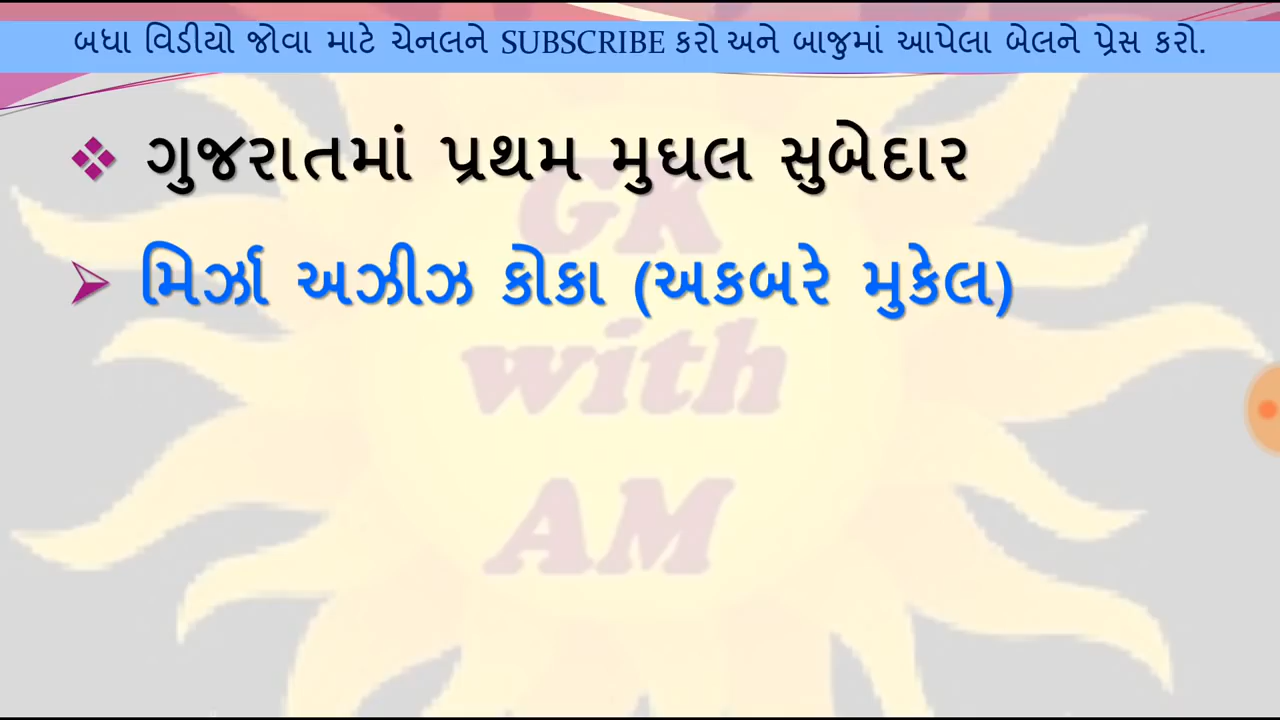 બધા વિડીયો જોવા માટે ચેનલને SUBSCRIBE કરો અને બાજુમાં આપેલા બેલને પ્રેસ કરો.
ગુજરાતમાં પ્રથમ મુઘલ સુબેદાર
મિર્ઝા અઝીઝ કોકા (અકબરે મુકેલ)
GK
with
AM